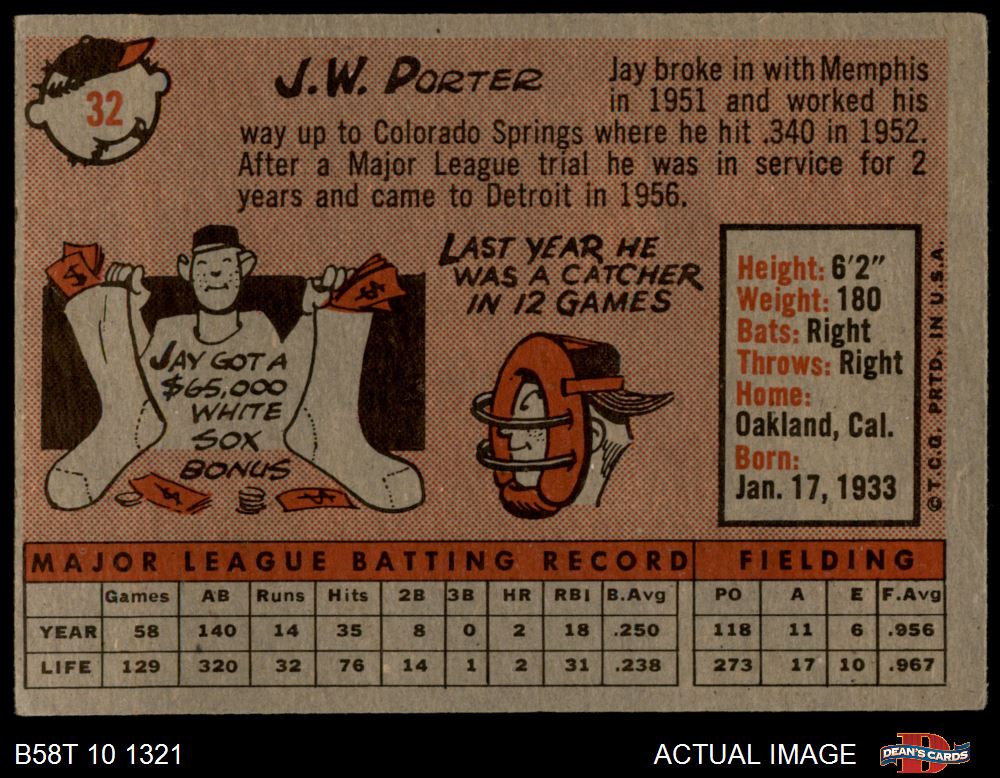 32
J.W. PORTER
Jay broke in with Memphis
in 1951 and worked his
way up to Colorado Springs where he hit .340 in 1952.
After a Major League trial he was in service for 2
years and came to Detroit in 1956.
JAY GOT A
$65,000
WHITE
SOX
BONUS
LAST YEAR HE
WAS A CATCHER
IN 12 GAMES
Height: 6'2"
Weight: 180
Bats: Right
Throws: Right
Home:
Oakland, Cal.
Born:
Jan. 17, 1933
© T.C.G. PRTD. IN U.S.A.
MAJOR LEAGUE BATTING RECORD FIELDING
Games AB Runs Hits 2B 3B HR RBI B.Avg PO A E F.Avg
YEAR 58 140 14 35 8 0 2 18 .250 118 11 6 .956
LIFE 129 320 32 76 14 1 2 31 .238 273 17 10 .967
B58T 10 1321
ACTUAL IMAGE
DEAN'S CARDS